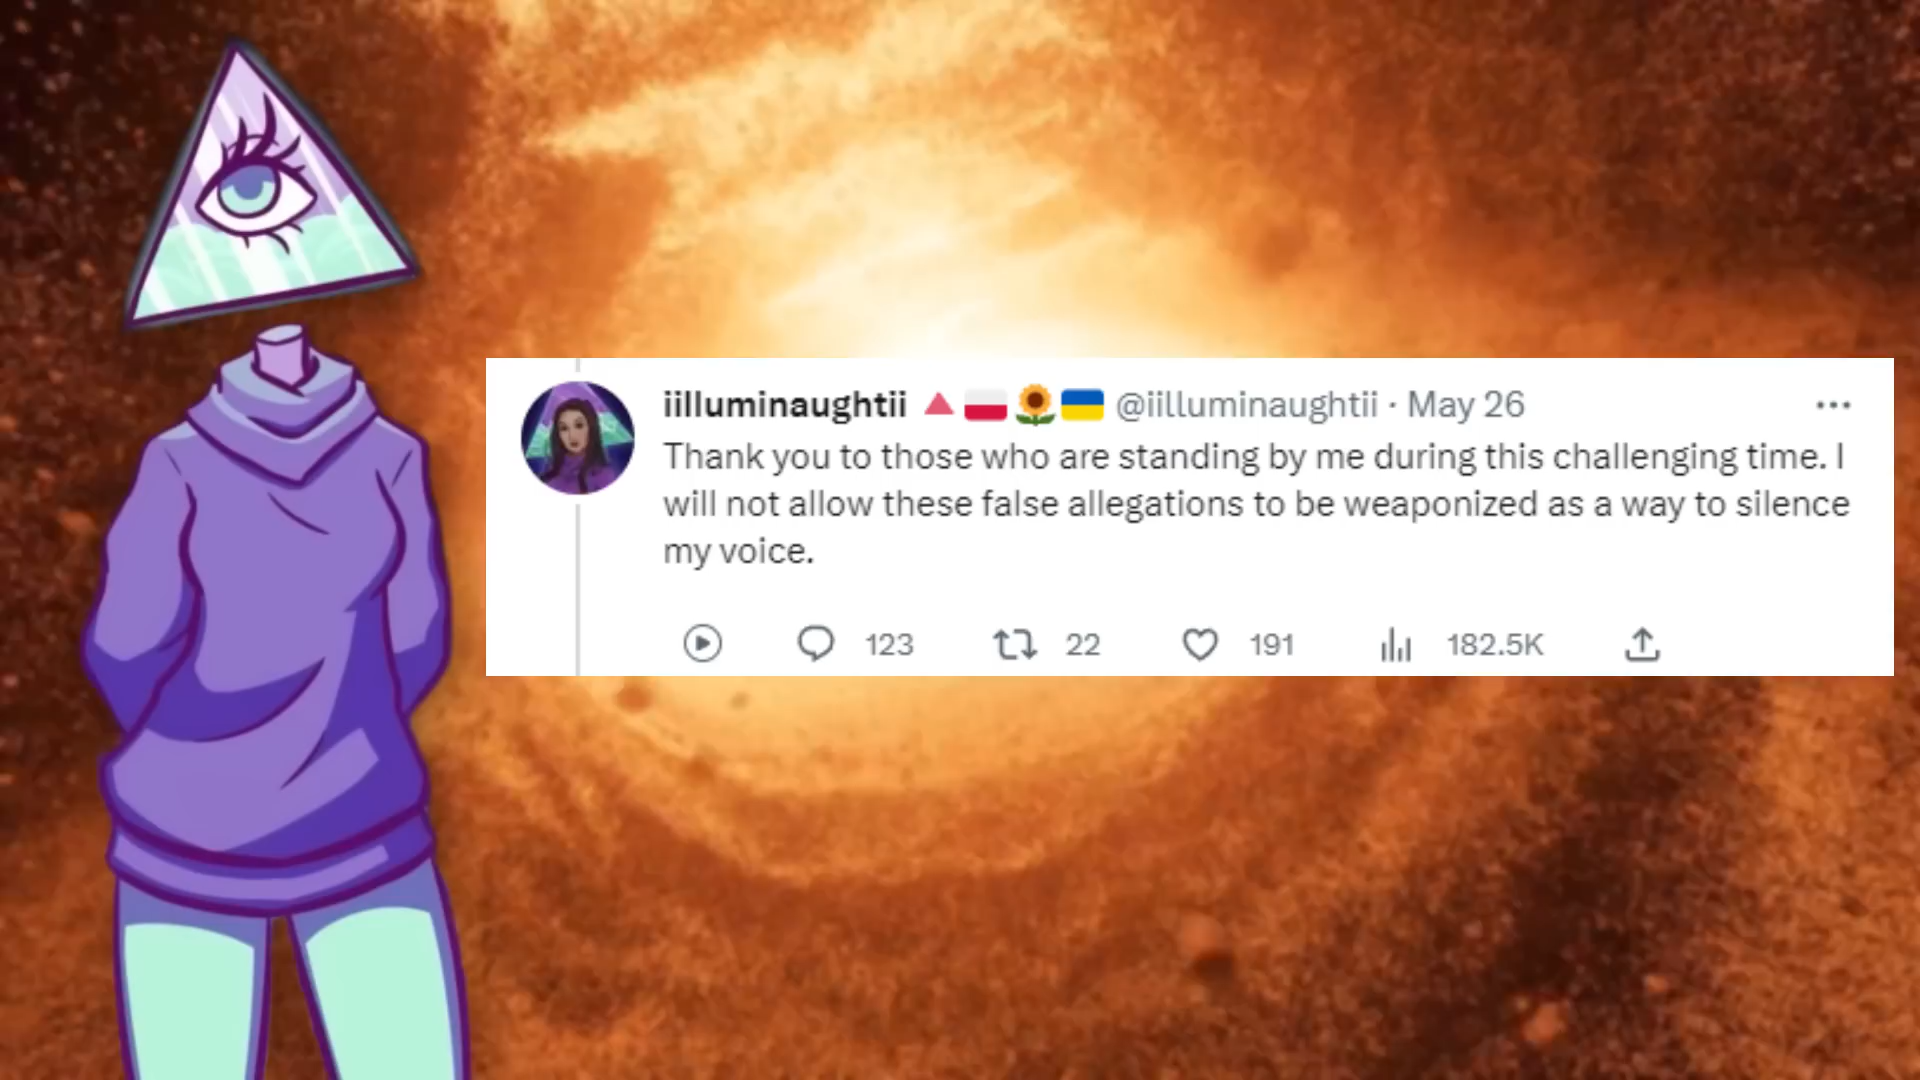 iilluminaughtii 🔺🇵🇱🌻🇺🇦 @iilluminaughtii · May 26
Thank you to those who are standing by me during this challenging time. I
will not allow these false allegations to be weaponized as a way to silence
my voice.
123 22 191 182.5K